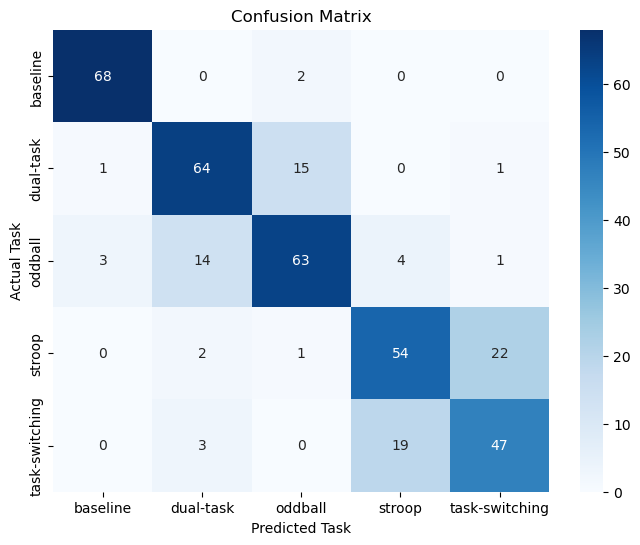 Confusion Matrix
Actual Task
baseline
68 0 2 0 0
dual-task
1 64 15 0 1
oddball
3 14 63 4 1
stroop
0 2 1 54 22
task-switching
0 3 0 19 47
baseline dual-task oddball stroop task-switching
Predicted Task
60
50
40
30
20
10
0